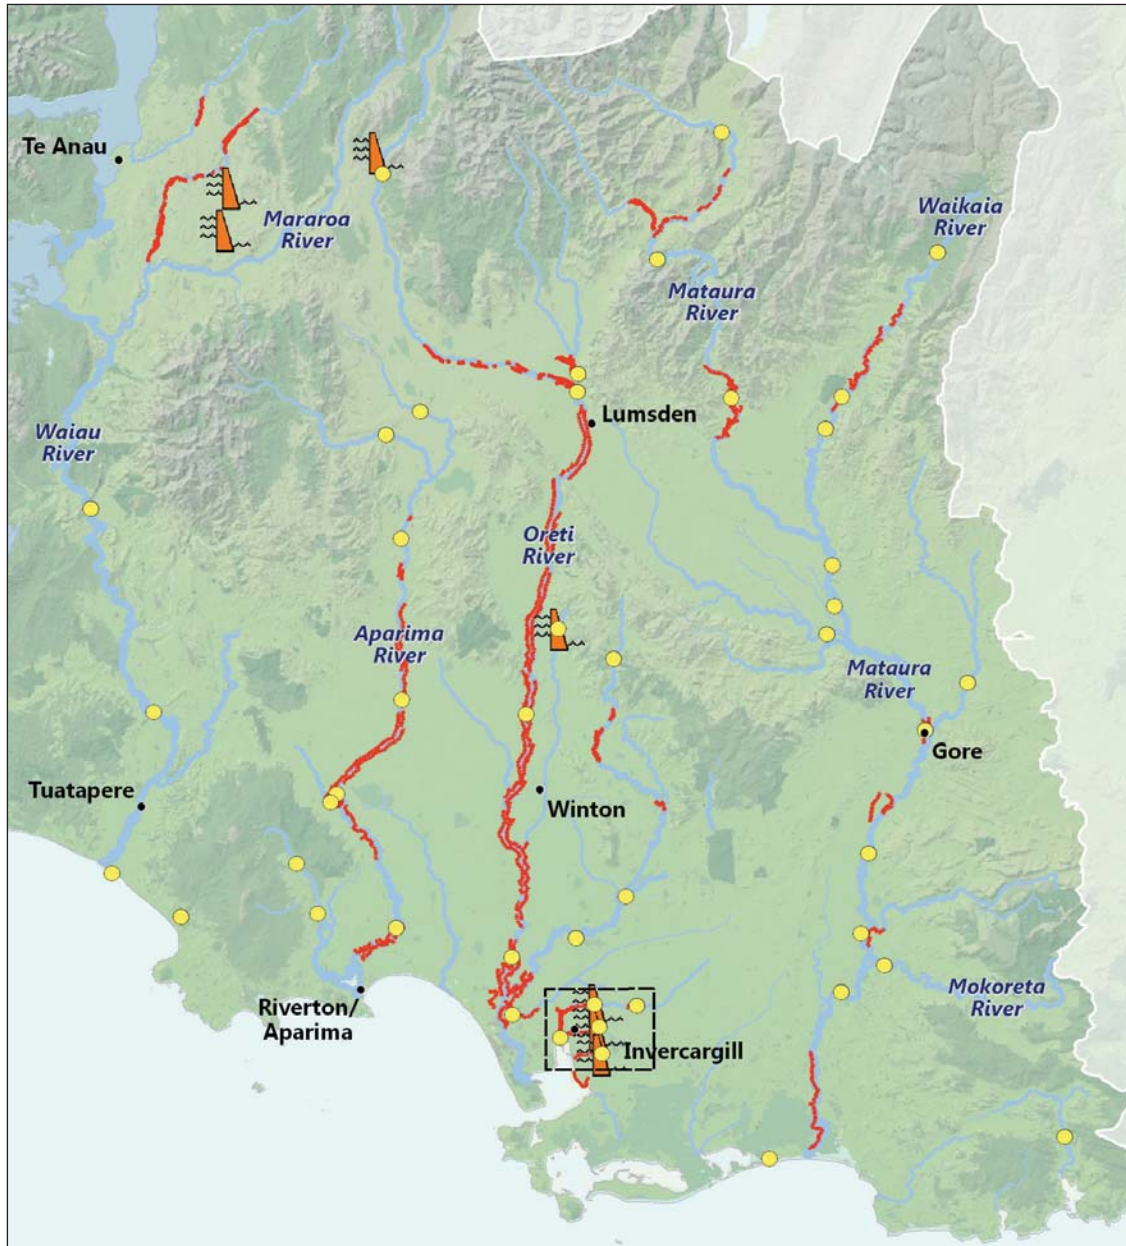 Te Anau
Mararoa
River
Waikaia
River
Mataura
River
Lumsden
Waiau
River
Oreti
River
Aparima
River
Mataura
River
Gore
Tuatapere
Winton
Riverton/
Aparima
Mokoreta
River
Invercargill